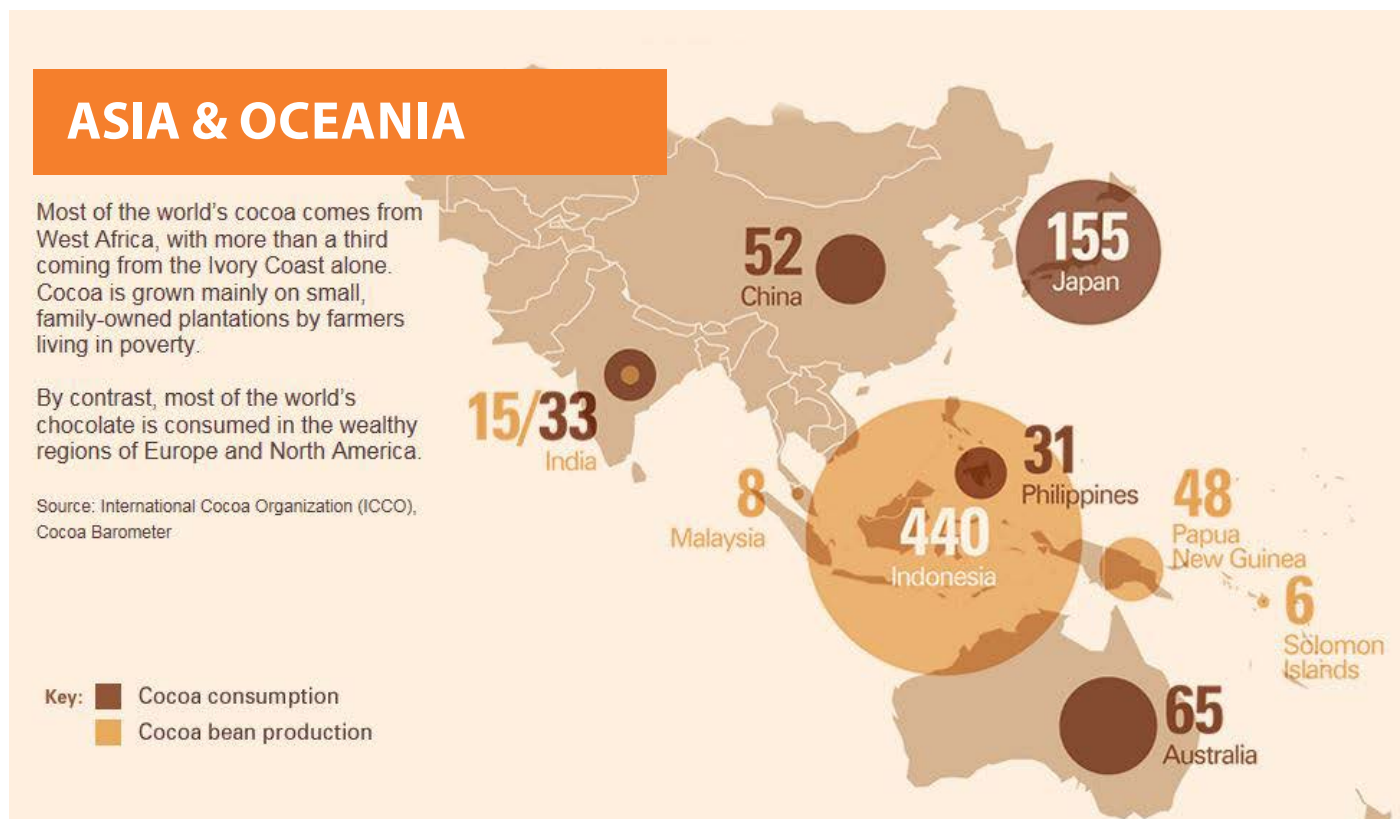 ASIA & OCEANIA
Most of the world’s cocoa comes from
West Africa, with more than a third
coming from the Ivory Coast alone.
Cocoa is grown mainly on small,
family-owned plantations by farmers
living in poverty.
By contrast, most of the world’s
chocolate is consumed in the wealthy
regions of Europe and North America.
Source: International Cocoa Organization (ICCO),
Cocoa Barometer
155
Japan
52
China
15/33
India
31
Philippines
8
Malaysia
440
Indonesia
48
Papua
New Guinea
6
Solomon
Islands
65
Australia
Key:
Cocoa consumption
Cocoa bean production